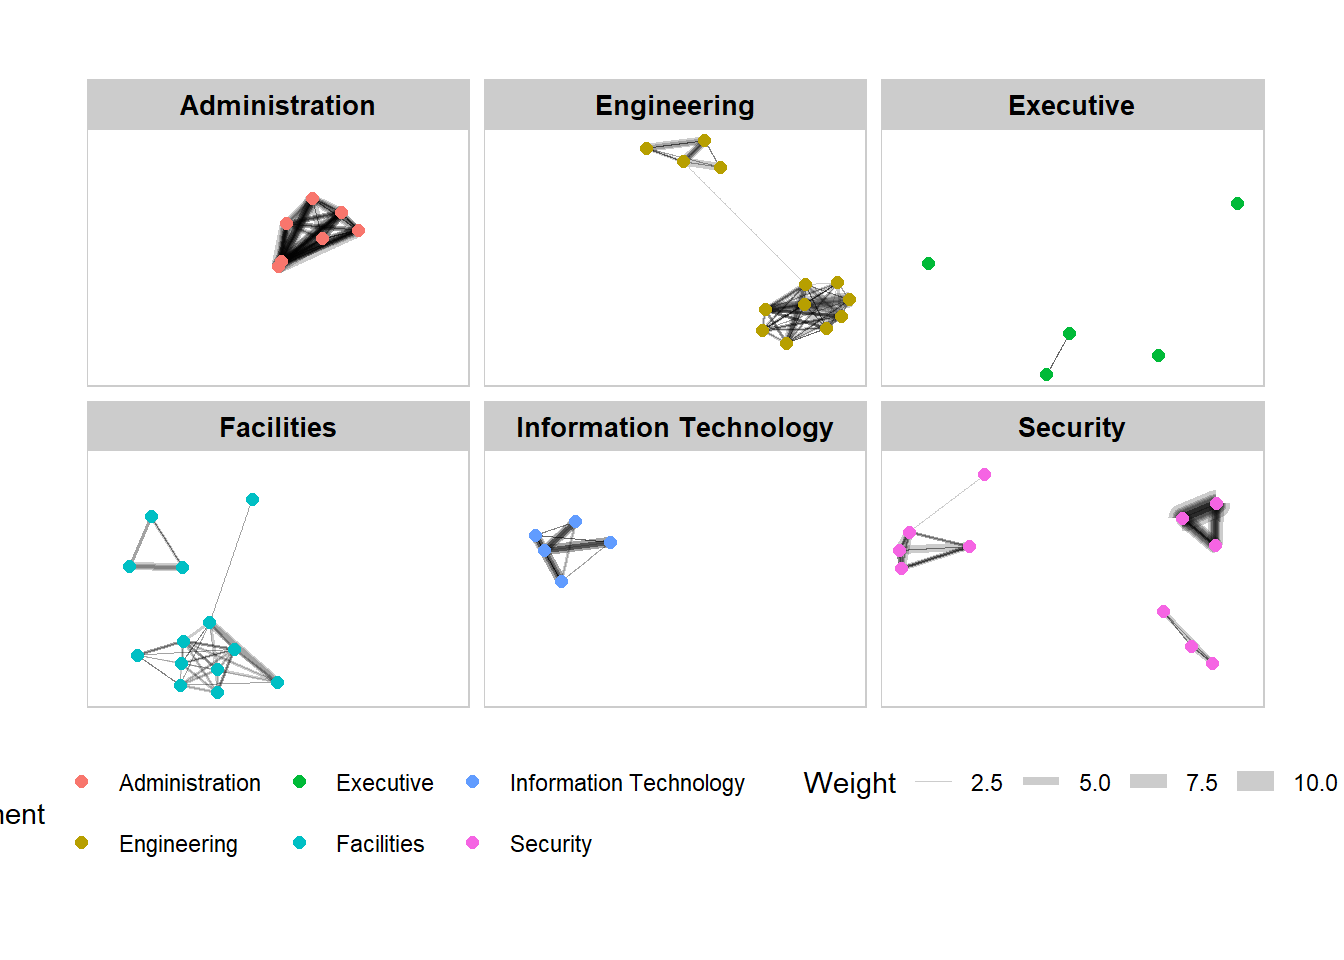 Administration
Engineering
Executive
Facilities
Information Technology
Security
Administration
Executive
Information Technology
Weight
2.5
5.0
7.5
10.0
nent
Engineering
Facilities
Security